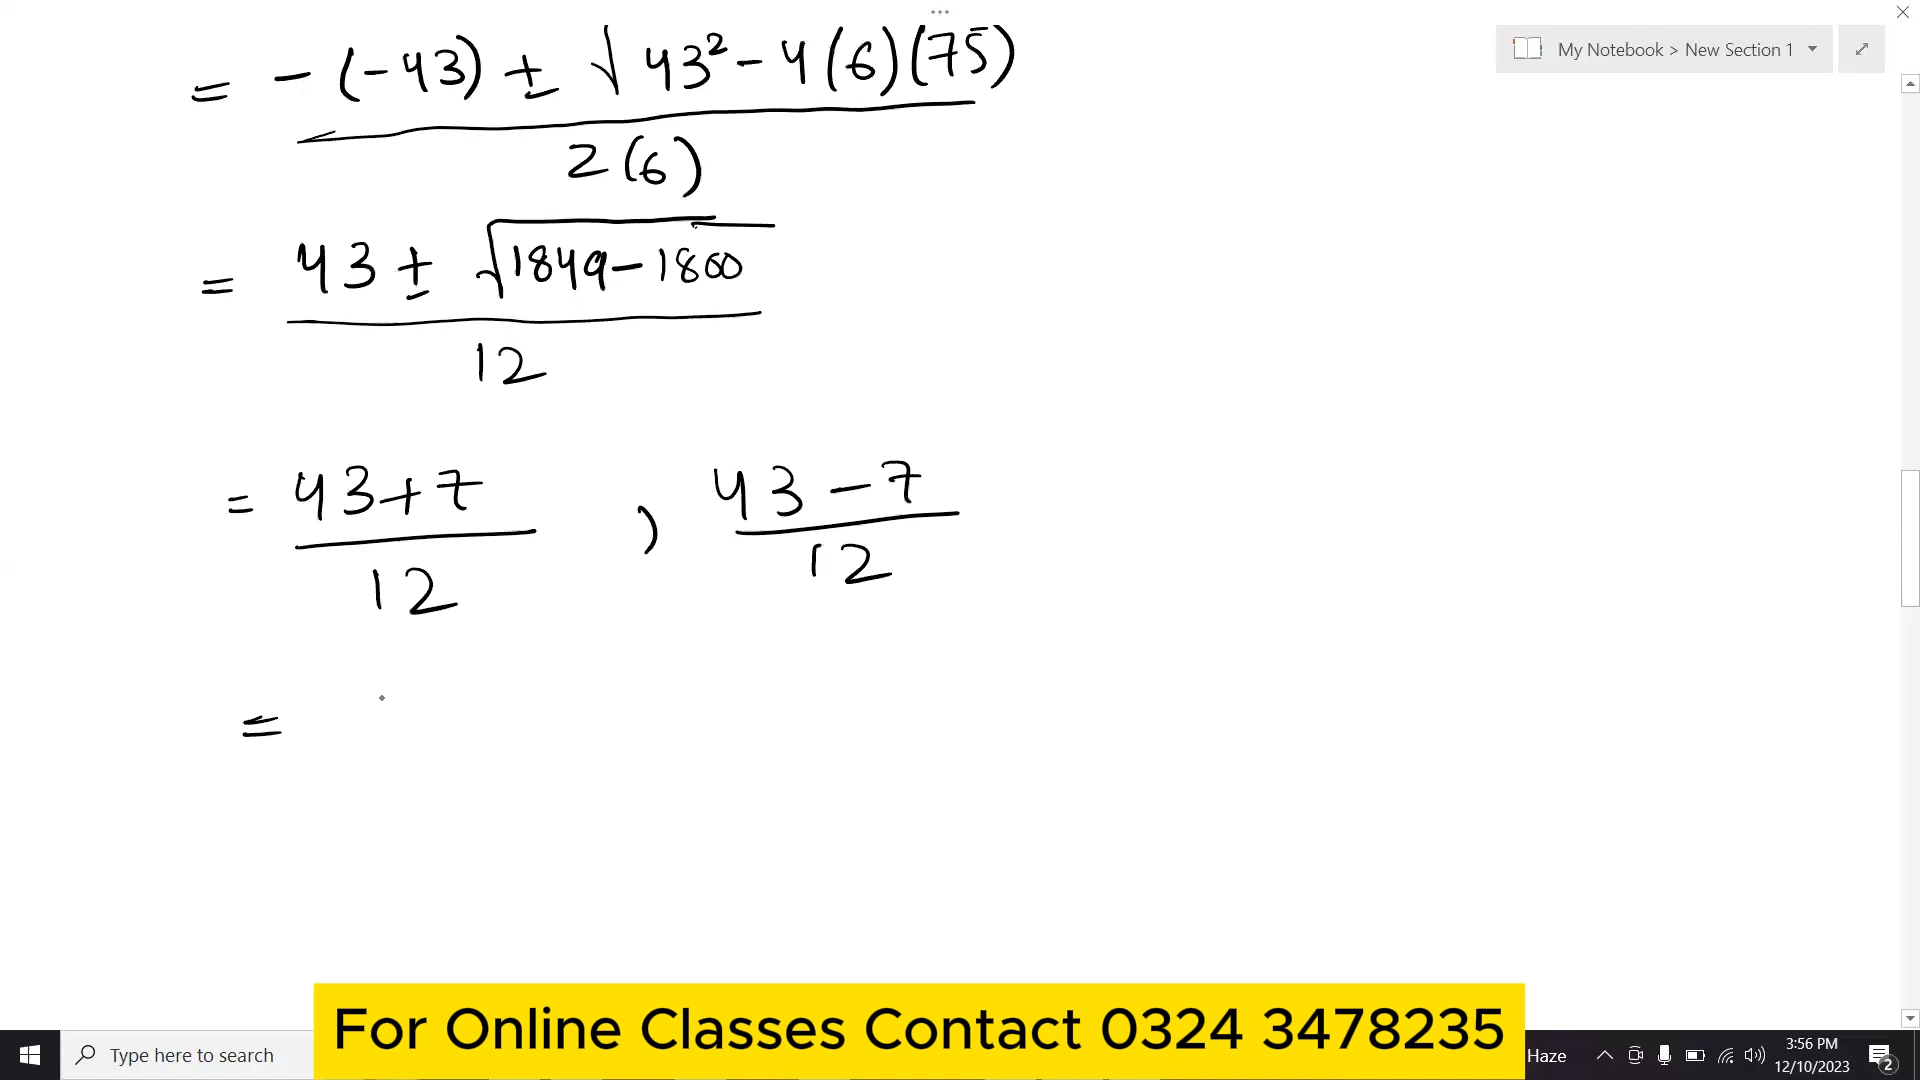 = -(-43) ± √43² - 4(6)(75)
2(6)
My Notebook > New Section 1
= 43 ± √1849 - 1800
12
= 43+7 , 43-7
12 12
=
For Online Classes Contact 0324 3478235
Type here to search
Haze
3:56 PM
12/10/2023
2